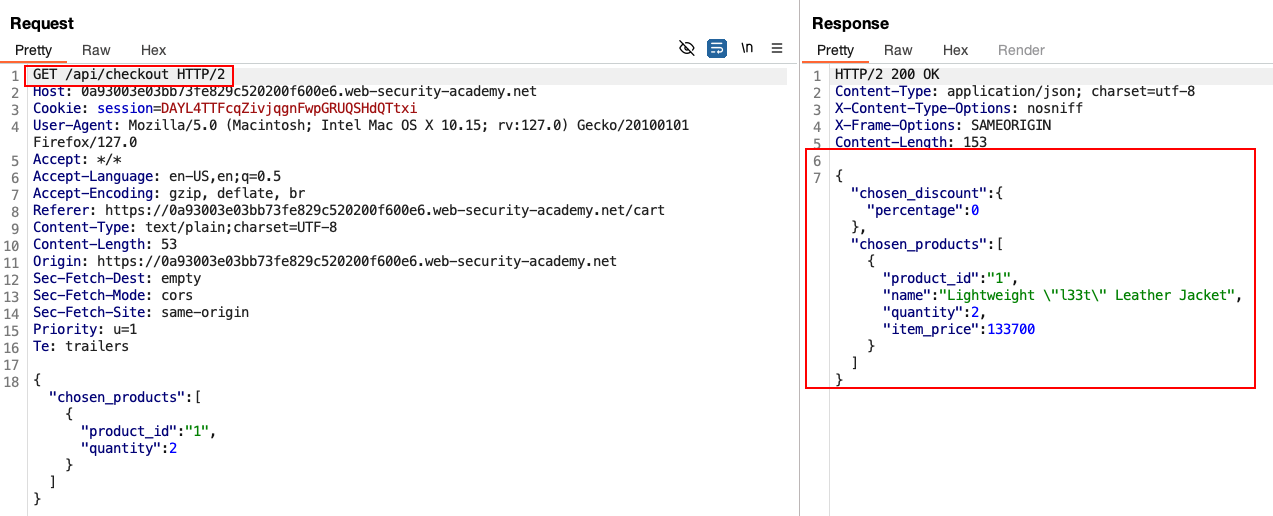 Request
Pretty Raw Hex \n
1 GET /api/checkout HTTP/2
2 Host: 0a93003e03bb73fe829c520200f600e6.web-security-academy.net
3 Cookie: session=DAYL4TTFcqZivjqgnFwpGRUQSHdQTtxi
4 User-Agent: Mozilla/5.0 (Macintosh; Intel Mac OS X 10.15; rv:127.0) Gecko/20100101
Firefox/127.0
5 Accept: */*
6 Accept-Language: en-US,en;q=0.5
7 Accept-Encoding: gzip, deflate, br
8 Referer: https://0a93003e03bb73fe829c520200f600e6.web-security-academy.net/cart
9 Content-Type: text/plain;charset=UTF-8
10 Content-Length: 53
11 Origin: https://0a93003e03bb73fe829c520200f600e6.web-security-academy.net
12 Sec-Fetch-Dest: empty
13 Sec-Fetch-Mode: cors
14 Sec-Fetch-Site: same-origin
15 Priority: u=1
16 Te: trailers
17
18 {
"chosen_products":[
{
"product_id":"1",
"quantity":2
}
]
}
Response
Pretty Raw Hex Render
1 HTTP/2 200 OK
2 Content-Type: application/json; charset=utf-8
3 X-Content-Type-Options: nosniff
4 X-Frame-Options: SAMEORIGIN
5 Content-Length: 153
6
7 {
"chosen_discount":{
"percentage":0
},
"chosen_products":[
{
"product_id":"1",
"name":"Lightweight \"l33t\" Leather Jacket",
"quantity":2,
"item_price":133700
}
]
}